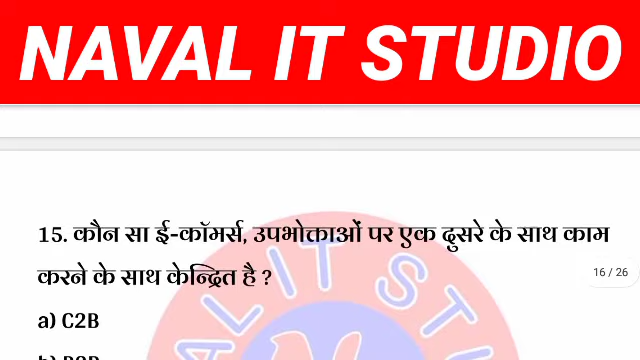 NAVAL IT STUDIO
15. कौन सा ई-कॉमर्स, उपभोक्ताओं पर एक दुसरे के साथ काम
करने के साथ केन्द्रित है ?
16 / 26
a) C2B